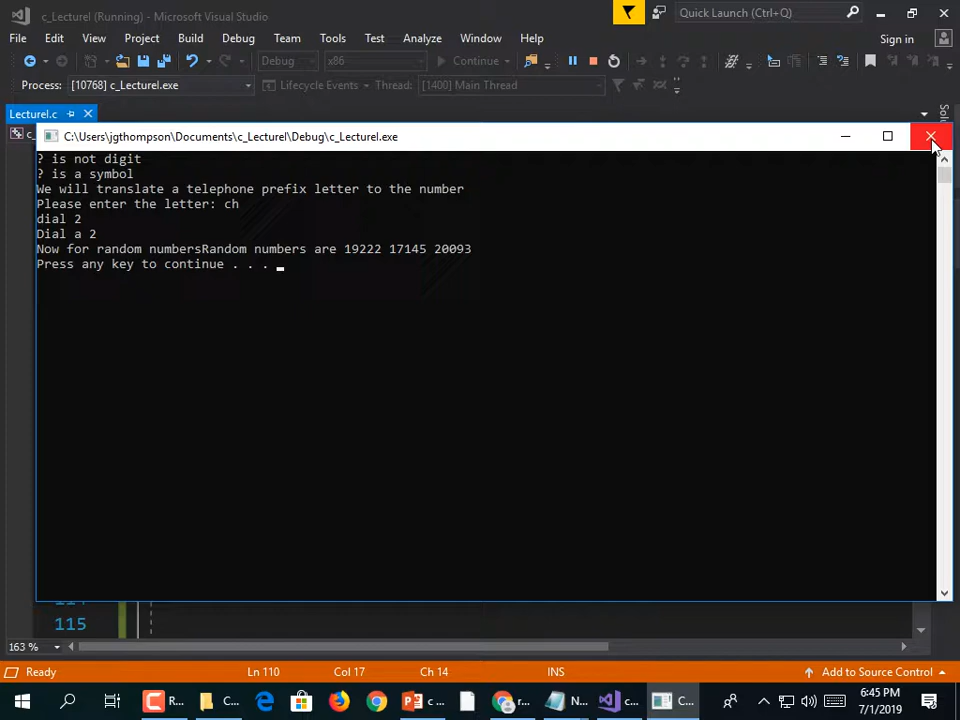 c_Lecturel (Running) - Microsoft Visual Studio
Quick Launch (Ctrl+Q)
File Edit View Project Build Debug Team Tools Test Analyze Window Help
Sign in
Debug x86 Continue
Process: [10768] c_Lecturel.exe Lifecycle Events Thread: [1400] Main Thread
Lecturel.c
C:\Users\jgthompson\Documents\c_Lecturel\Debug\c_Lecturel.exe
? is not digit
? is a symbol
We will translate a telephone prefix letter to the number
Please enter the letter: ch
dial 2
Dial a 2
Now for random numbersRandom numbers are 19222 17145 20093
Press any key to continue . . .
115
163 %
Ready Ln 110 Col 17 Ch 14 INS Add to Source Control
R... C... c ... r... N... c... C...
6:45 PM
7/1/2019